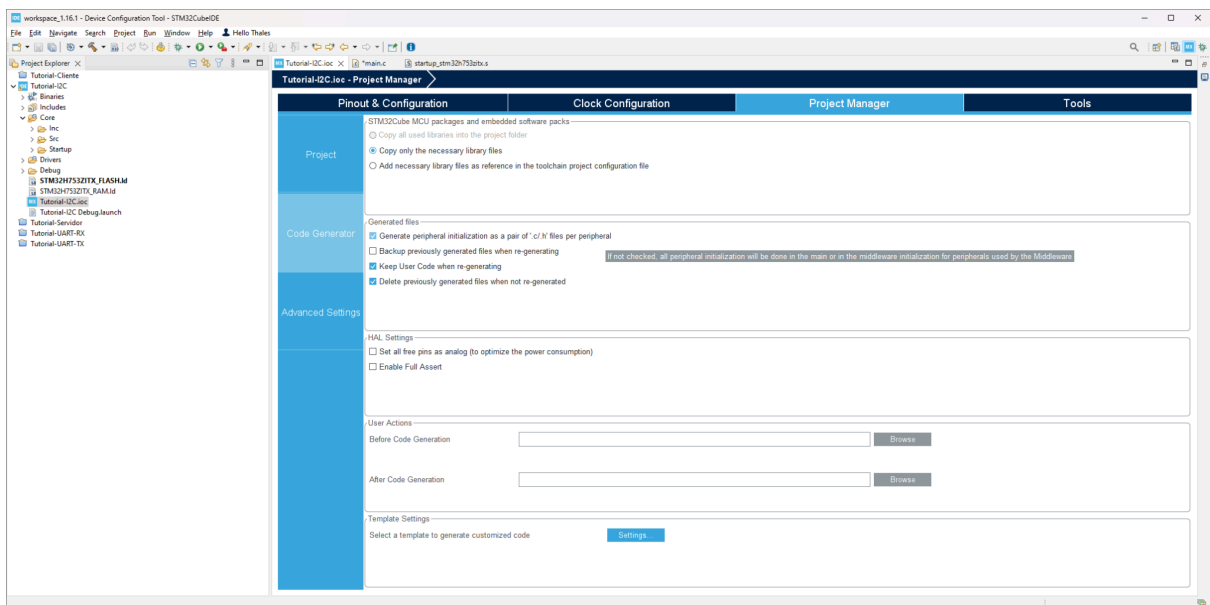 workspace_1.16.1 - Device Configuration Tool - STM32CubeIDE
File Edit Navigate Search Project Run Window Help Hello Thales
Project Explorer
Tutorial-I2C.ioc *main.c startup_stm32h753zitx.s
Tutorial-Cliente
Tutorial-I2C
Binaries
Includes
Core
Inc
Src
Startup
Drivers
Debug
STM32H753ZITX_FLASH.ld
STM32H753ZITX_RAM.ld
Tutorial-I2C.ioc
Tutorial-I2C Debug.launch
Tutorial-Servidor
Tutorial-UART-RX
Tutorial-UART-TX
Tutorial-I2C.ioc - Project Manager
Pinout & Configuration Clock Configuration Project Manager Tools
Project
Code Generator
Advanced Settings
STM32Cube MCU packages and embedded software packs
Copy all used libraries into the project folder
Copy only the necessary library files
Add necessary library files as reference in the toolchain project configuration file
Generated files
Generate peripheral initialization as a pair of '.c/.h' files per peripheral
Backup previously generated files when re-generating
If not checked, all peripheral initialization will be done in the main or in the middleware initialization for peripherals used by the Middleware
Keep User Code when re-generating
Delete previously generated files when not re-generated
HAL Settings
Set all free pins as analog (to optimize the power consumption)
Enable Full Assert
User Actions
Before Code Generation Browse
After Code Generation Browse
Template Settings
Select a template to generate customized code Settings...